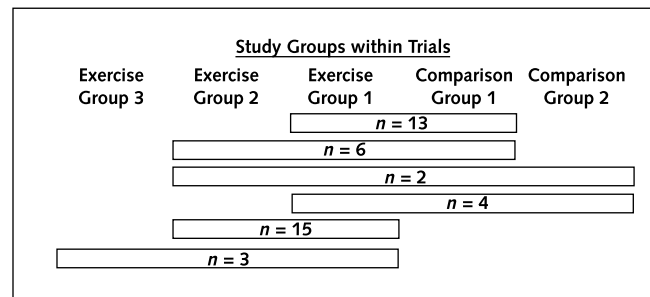 Study Groups within Trials
Exercise Exercise Exercise Comparison Comparison
Group 3 Group 2 Group 1 Group 1 Group 2
n = 13
n = 6
n = 2
n = 4
n = 15
n = 3